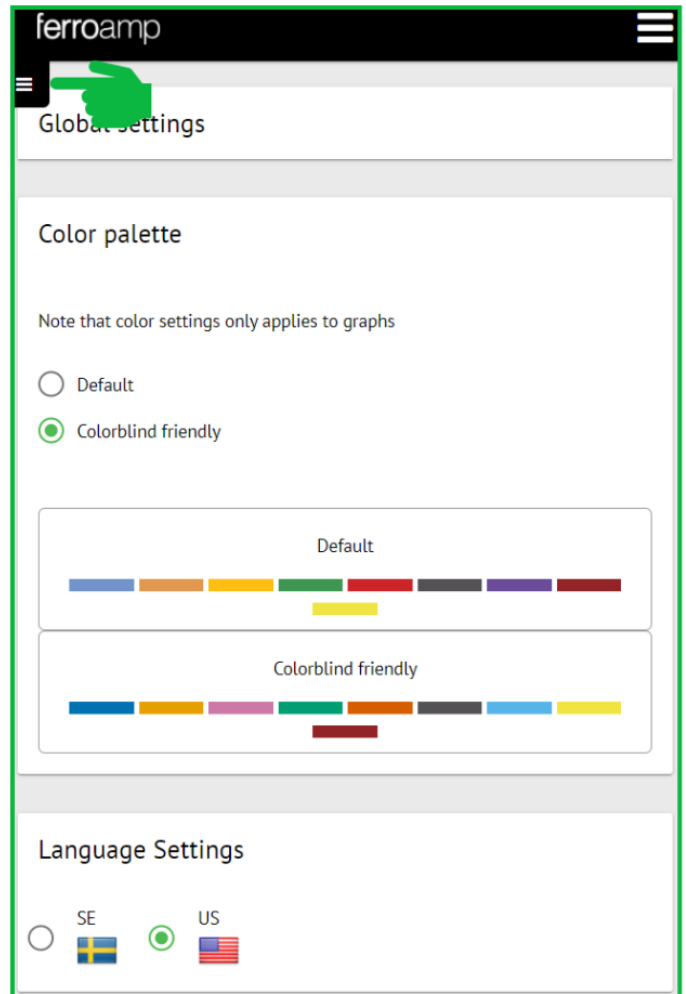 ferroamp
Global settings
Color palette
Note that color settings only applies to graphs
Default
Colorblind friendly
Default
Colorblind friendly
Language Settings
SE
US